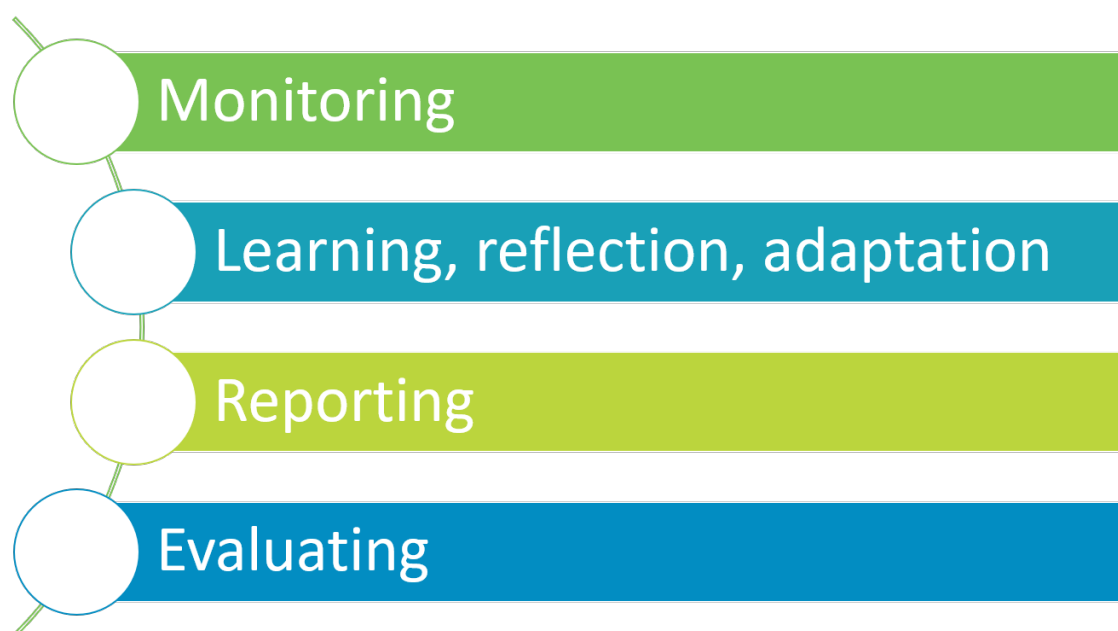 Monitoring
Learning, reflection, adaptation
Reporting
Evaluating